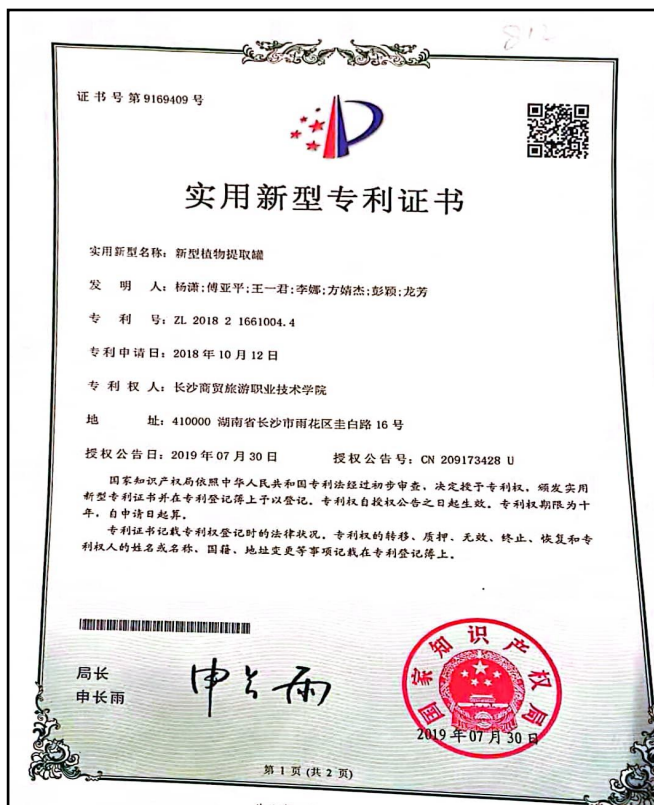 812
证书号第9169409号
实用新型专利证书
实用新型名称：新型植物提取罐
发 明 人：杨潇;傅亚平;王一君;李娜;方婧杰;彭颖;龙芳
专 利 号：ZL 2018 2 1661004.4
专利申请日：2018年10月12日
专 利 权 人：长沙商贸旅游职业技术学院
地 址：410000 湖南省长沙市雨花区圭白路16号
授权公告日：2019年07月30日 授权公告号：CN 209173428 U
国家知识产权局依照中华人民共和国专利法经过初步审查，决定授予专利权，颁发实用
新型专利证书并在专利登记簿上予以登记。专利权自授权公告之日起生效。专利权期限为十
年，自申请日起算。
专利证书记载专利权登记时的法律状况。专利权的转移、质押、无效、终止、恢复和专
利权人的姓名或名称、国籍、地址变更等事项记载在专利登记簿上。
局长
申长雨
申长雨
国家知识产权局
2019年07月30日
第1页(共2页)